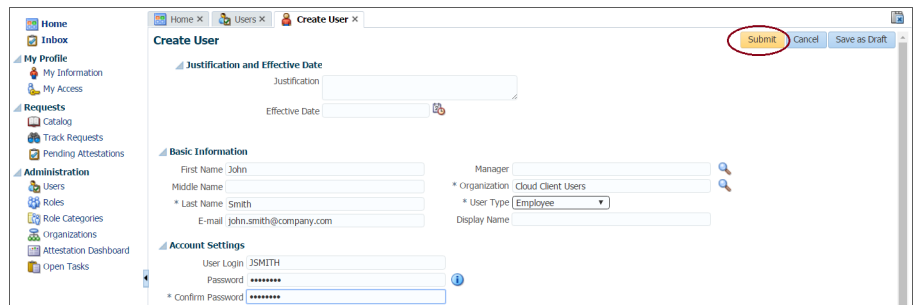 Home
Inbox
My Profile
My Information
My Access
Requests
Catalog
Track Requests
Pending Attestations
Administration
Users
Roles
Role Categories
Organizations
Attestation Dashboard
Open Tasks
Home × Users × Create User ×
Create User
Submit Cancel Save as Draft
Justification and Effective Date
Justification
Effective Date
Basic Information
First Name John
Middle Name
* Last Name Smith
E-mail john.smith@company.com
Manager
* Organization Cloud Client Users
* User Type Employee
Display Name
Account Settings
User Login JSMITH
Password ••••••••
* Confirm Password ••••••••